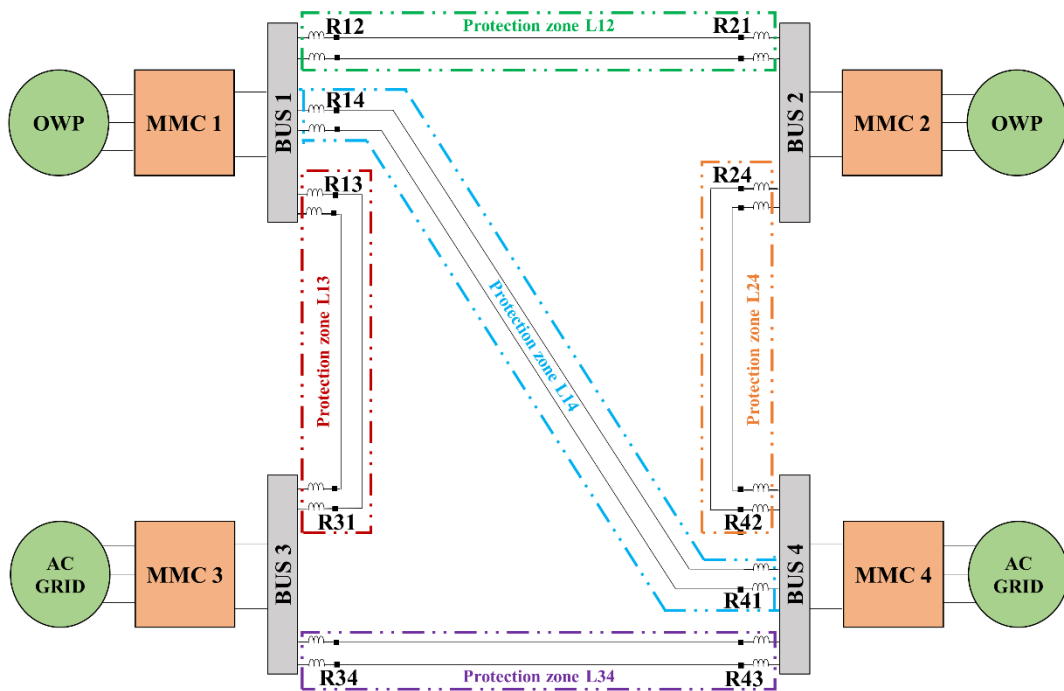 R12
Protection zone L12
R21
OWP
MMC 1
BUS 1
R14
BUS 2
MMC 2
OWP
R13
R24
Protection zone L13
Protection zone L14
Protection zone L24
R31
R42
AC
GRID
MMC 3
BUS 3
R41
BUS 4
MMC 4
AC
GRID
R34
Protection zone L34
R43